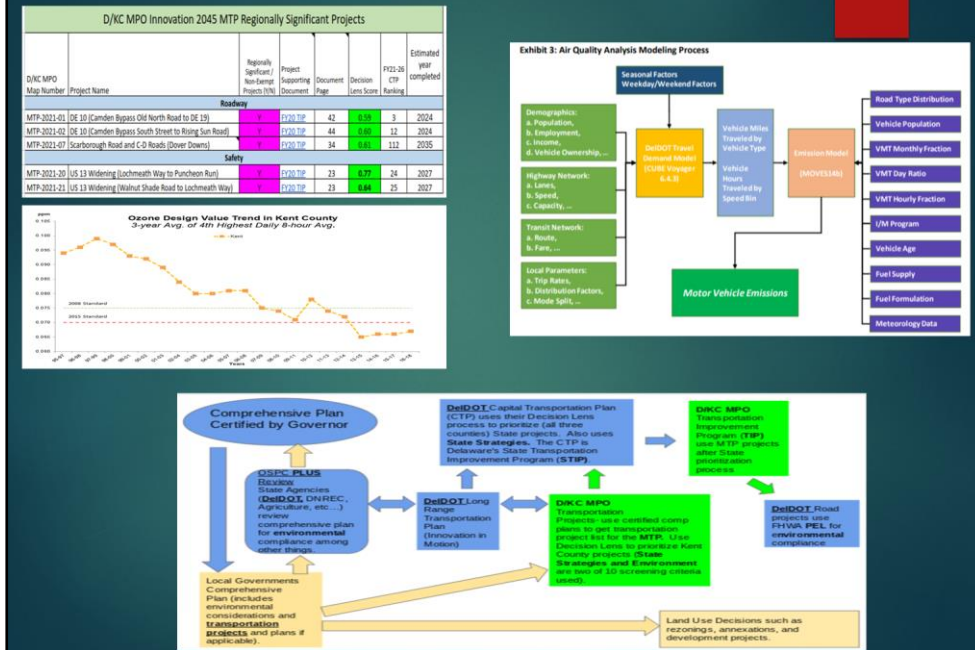 D/KC MPO Innovation 2045 MTP Regionally Significant Projects
D/KC MPO
Map Number
Project Name
Regionally
Significant /
Non-Exempt
Projects (Y/N)
Project
Supporting
Document
Document
Page
Decision
Lens Score
FY21-26
CTP
Ranking
Estimated
year
completed
Roadway
MTP-2021-01 DE 10 (Camden Bypass Old North Road to DE 19) Y FY20 TIP 42 0.59 3 2024
MTP-2021-02 DE 10 (Camden Bypass South Street to Rising Sun Road) Y FY20 TIP 44 0.60 12 2024
MTP-2021-07 Scarborough Road and C-D Roads (Dover Downs) Y FY20 TIP 34 0.61 112 2035
Safety
MTP-2021-20 US 13 Widening (Lochmeath Way to Puncheon Run) Y FY20 TIP 23 0.77 24 2027
MTP-2021-21 US 13 Widening (Walnut Shade Road to Lochmeath Way) Y FY20 TIP 23 0.64 25 2027
Exhibit 3: Air Quality Analysis Modeling Process
Seasonal Factors
Weekday/Weekend Factors
Demographics:
a. Population,
b. Employment,
c. Income,
d. Vehicle Ownership, ...
Highway Network:
a. Lanes,
b. Speed,
c. Capacity, ...
Transit Network:
a. Route,
b. Fare, ...
Local Parameters:
a. Trip Rates,
b. Distribution Factors,
c. Mode Split, ...
DelDOT Travel
Demand Model
(CUBE Voyager
6.4.3)
Vehicle Miles
Traveled by
Vehicle Type
Vehicle
Hours
Traveled by
Speed Bin
Emission Model
(MOVES14b)
Motor Vehicle Emissions
Road Type Distribution
Vehicle Population
VMT Monthly Fraction
VMT Day Ratio
VMT Hourly Fraction
I/M Program
Vehicle Age
Fuel Supply
Fuel Formulation
Meteorology Data
Ozone Design Value Trend in Kent County
3-year Avg. of 4th Highest Daily 8-hour Avg.
ppm
Kent
0.100
0.095
0.090
0.085
0.080
0.075
0.070
2008 Standard
2015 Standard
Years
Comprehensive Plan
Certified by Governor
OSPC PLUS
Review
State Agencies
(DelDOT, DNREC,
Agriculture, etc...)
review
comprehensive plan
for environmental
compliance among
other things.
Local Governments
Comprehensive
Plan (includes
environmental
considerations and
transportation
projects and plans if
applicable).
DelDOT Capital Transportation Plan
(CTP) uses their Decision Lens
process to prioritize (all three
counties) State projects. Also uses
State Strategies. The CTP is
Delaware's State Transportation
Improvement Program (STIP)
DelDOT Long
Range
Transportation
Plan
(Innovation in
Motion)
D/KC MPO
Transportation
Projects- use certified comp
plans to get transportation
project list for the MTP. Use
Decision Lens to prioritize Kent
County projects (State
Strategies and Environment
are two of 10 screening criteria
used).
D/KC MPO
Transportation
Improvement
Program (TIP)
use MTP projects
after State
prioritization
process
DelDOT Road
projects use
FHWA PEL for
environmental
compliance
Land Use Decisions such as
rezonings, annexations, and
development projects.